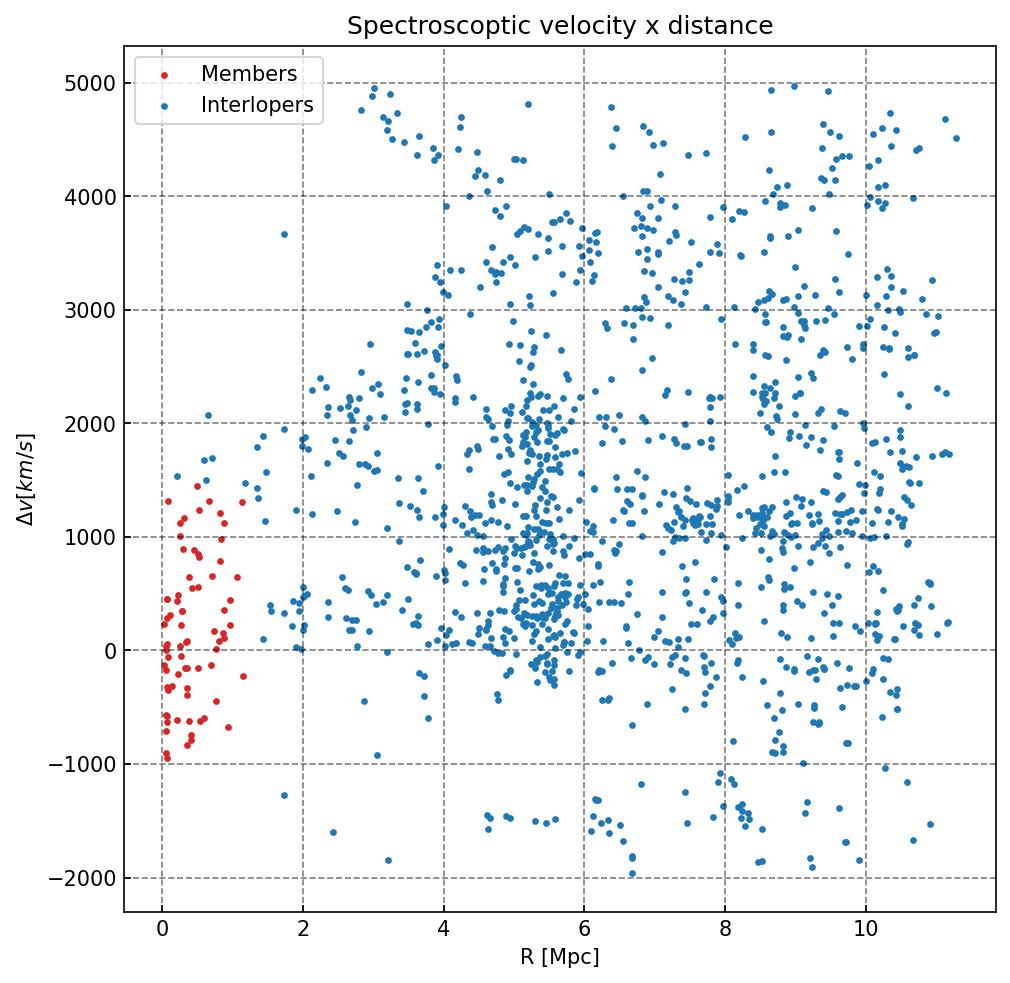 Spectroscoptic velocity x distance
Members
Interlopers
5000
4000
3000
2000
1000
0
−1000
−2000
Δv[km/s]
0 2 4 6 8 10
R [Mpc]